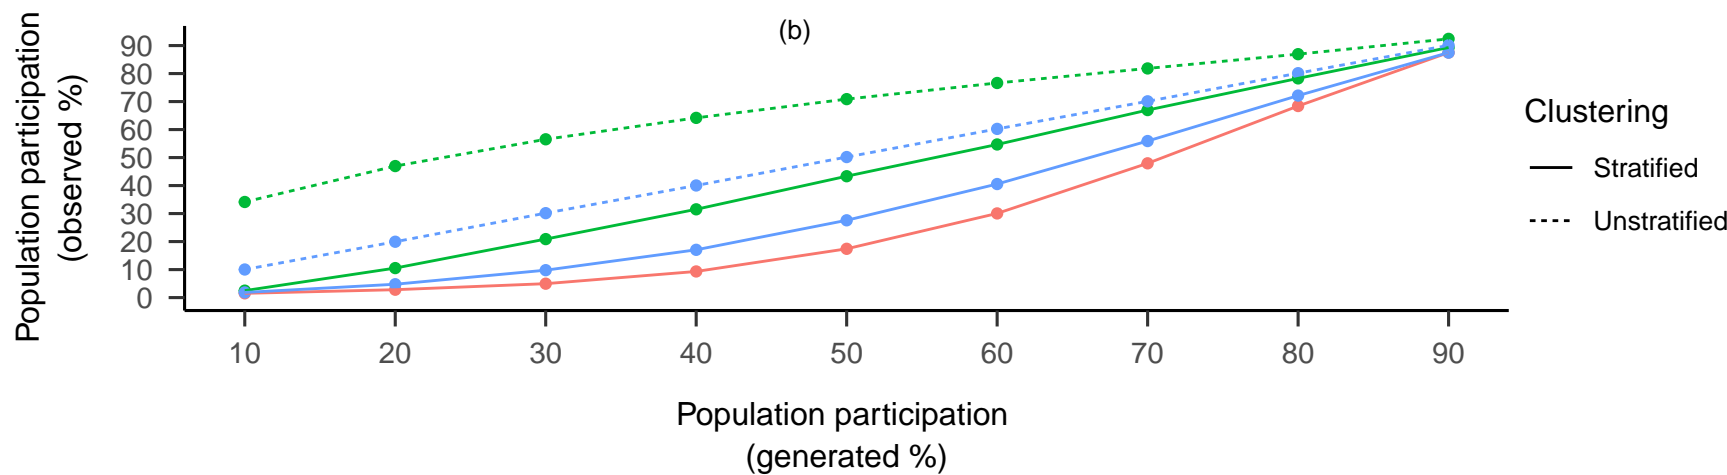 (b)
Population participation
(observed %)
90
80
70
60
50
40
30
20
10
0
10 20 30 40 50 60 70 80 90
Population participation
(generated %)
Clustering
Stratified
Unstratified